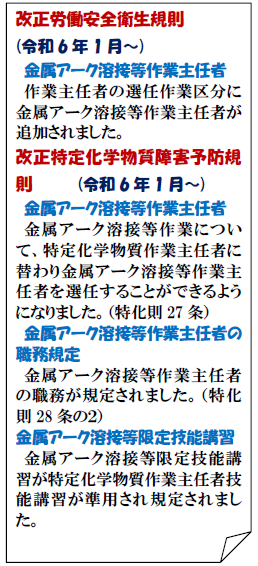 改正労働安全衛生規則
(令和6年1月~)
金属アーク溶接等作業主任者
作業主任者の選任作業区分に
金属アーク溶接等作業主任者が
追加されました。
改正特定化学物質障害予防規
則 (令和6年1月~)
金属アーク溶接等作業主任者
金属アーク溶接等作業につい
て、特定化学物質作業主任者に
替わり金属アーク溶接等作業主
任者を選任することができるよう
になりました。(特化則 27 条)
金属アーク溶接等作業主任者の
職務規定
金属アーク溶接等作業主任者
の職務が規定されました。(特化
則 28 条の2)
金属アーク溶接等限定技能講習
金属アーク溶接等限定技能講
習が特定化学物質作業主任者技
能講習が準用され規定されまし
た。